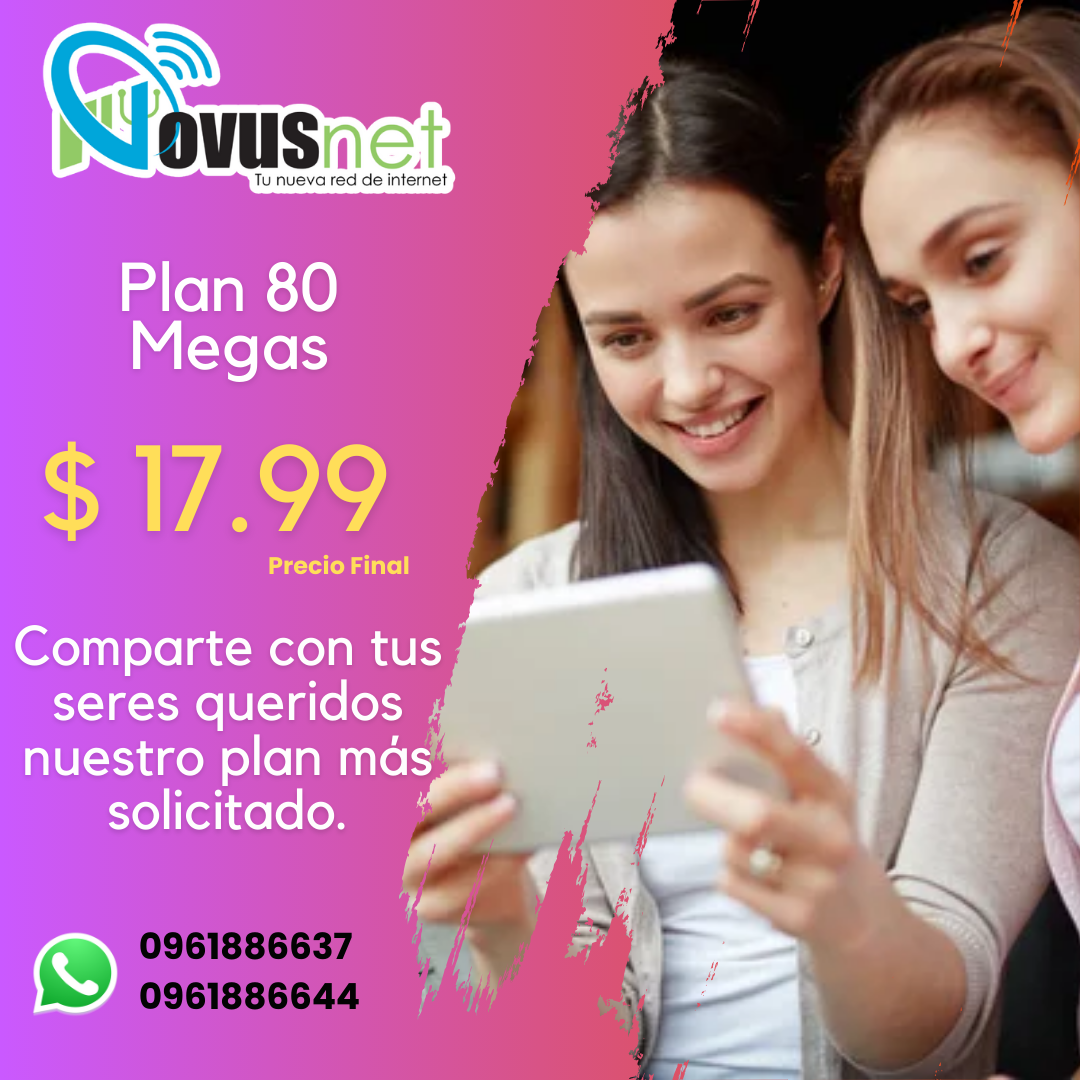 Novusnet
Tu nueva red de internet
Plan 80
Megas
$ 17.99
Precio Final
Comparte con tus
seres queridos
nuestro plan más
solicitado.
0961886637
0961886644